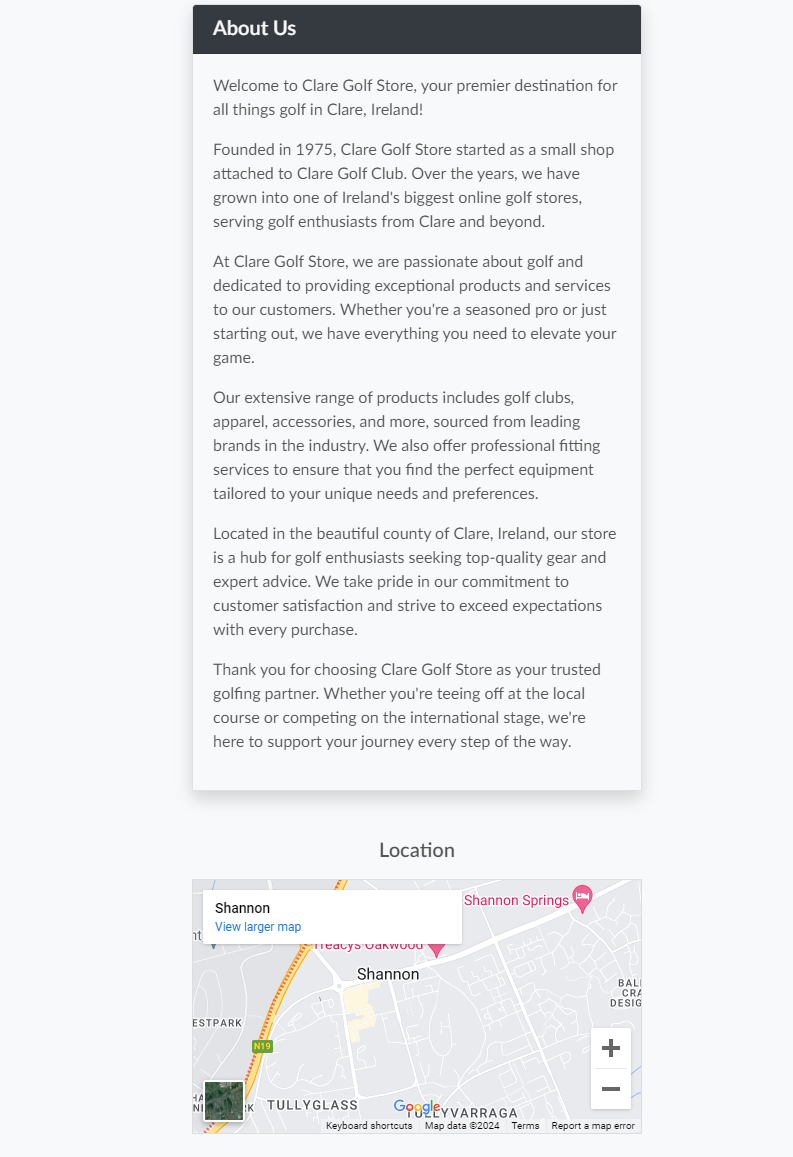 About Us
Welcome to Clare Golf Store, your premier destination for
all things golf in Clare, Ireland!
Founded in 1975, Clare Golf Store started as a small shop
attached to Clare Golf Club. Over the years, we have
grown into one of Ireland's biggest online golf stores,
serving golf enthusiasts from Clare and beyond.
At Clare Golf Store, we are passionate about golf and
dedicated to providing exceptional products and services
to our customers. Whether you're a seasoned pro or just
starting out, we have everything you need to elevate your
game.
Our extensive range of products includes golf clubs,
apparel, accessories, and more, sourced from leading
brands in the industry. We also offer professional fitting
services to ensure that you find the perfect equipment
tailored to your unique needs and preferences.
Located in the beautiful county of Clare, Ireland, our store
is a hub for golf enthusiasts seeking top-quality gear and
expert advice. We take pride in our commitment to
customer satisfaction and strive to exceed expectations
with every purchase.
Thank you for choosing Clare Golf Store as your trusted
golfing partner. Whether you're teeing off at the local
course or competing on the international stage, we're
here to support your journey every step of the way.
Location
Shannon
View larger map
Shannon Springs
Treacys Oakwood
Shannon
ESTPARK
N19
TULLYGLASS
Google
TULLYVARRAGA
Keyboard shortcuts Map data ©2024 Terms Report a map error